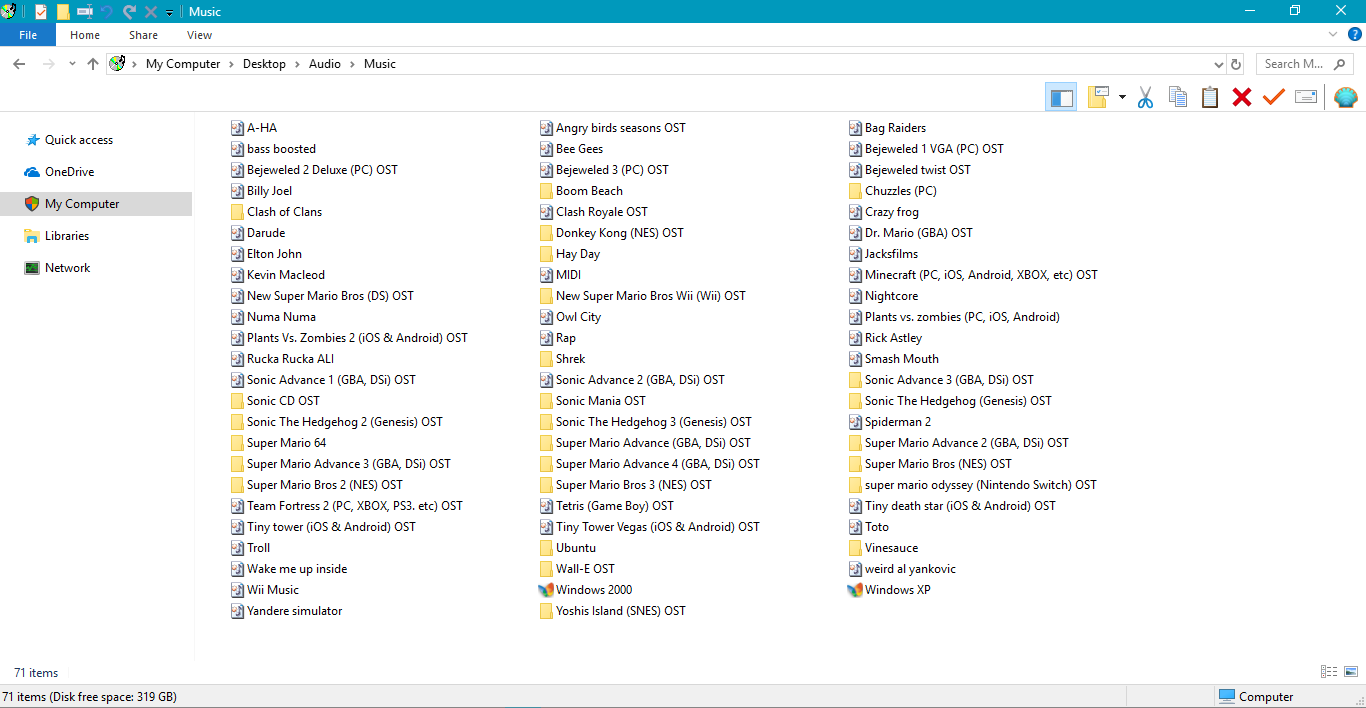 Music
File Home Share View
My Computer Desktop Audio Music Search M...
Quick access
OneDrive
My Computer
Libraries
Network
A-HA Angry birds seasons OST Bag Raiders
bass boosted Bee Gees Bejeweled 1 VGA (PC) OST
Bejeweled 2 Deluxe (PC) OST Bejeweled 3 (PC) OST Bejeweled twist OST
Billy Joel Boom Beach Chuzzles (PC)
Clash of Clans Clash Royale OST Crazy frog
Darude Donkey Kong (NES) OST Dr. Mario (GBA) OST
Elton John Hay Day Jacksfilms
Kevin Macleod MIDI Minecraft (PC, iOS, Android, XBOX, etc) OST
New Super Mario Bros (DS) OST New Super Mario Bros Wii (Wii) OST Nightcore
Numa Numa Owl City Plants vs. zombies (PC, iOS, Android)
Plants Vs. Zombies 2 (iOS & Android) OST Rap Rick Astley
Rucka Rucka ALI Shrek Smash Mouth
Sonic Advance 1 (GBA, DSi) OST Sonic Advance 2 (GBA, DSi) OST Sonic Advance 3 (GBA, DSi) OST
Sonic CD OST Sonic Mania OST Sonic The Hedgehog (Genesis) OST
Sonic The Hedgehog 2 (Genesis) OST Sonic The Hedgehog 3 (Genesis) OST Spiderman 2
Super Mario 64 Super Mario Advance (GBA, DSi) OST Super Mario Advance 2 (GBA, DSi) OST
Super Mario Advance 3 (GBA, DSi) OST Super Mario Advance 4 (GBA, DSi) OST Super Mario Bros (NES) OST
Super Mario Bros 2 (NES) OST Super Mario Bros 3 (NES) OST super mario odyssey (Nintendo Switch) OST
Team Fortress 2 (PC, XBOX, PS3. etc) OST Tetris (Game Boy) OST Tiny death star (iOS & Android) OST
Tiny tower (iOS & Android) OST Tiny Tower Vegas (iOS & Android) OST Toto
Troll Ubuntu Vinesauce
Wake me up inside Wall-E OST weird al yankovic
Wii Music Windows 2000 Windows XP
Yandere simulator Yoshis Island (SNES) OST
71 items
71 items (Disk free space: 319 GB) Computer